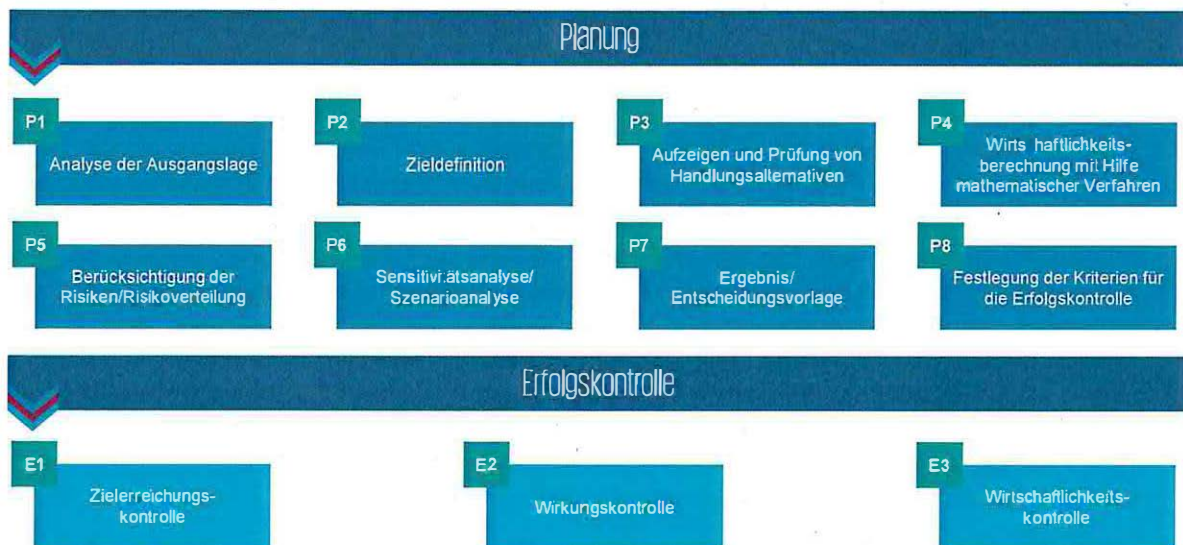 Planung
P1
Analyse der Ausgangslage
P2
Zieldefinition
P3
Aufzeigen und Prüfung von
Handlungsalternativen
P4
Wirts haftlichkeits-
berechnung mit Hilfe
mathematischer Verfahren
P5
Berücksichtigung der
Risiken/Risikoverteilung
P6
Sensitivi.ätsanalyse/
Szenarioanalyse
P7
Ergebnis/
Entscheidungsvorlage
P8
Festlegung der Kriterien für
die Erfolgskontrolle
Erfolgskontrolle
E1
Zielerreichungs-
kontrolle
E2
Wirkungskontrolle
E3
Wirtschaftlichkeits-
kontrolle